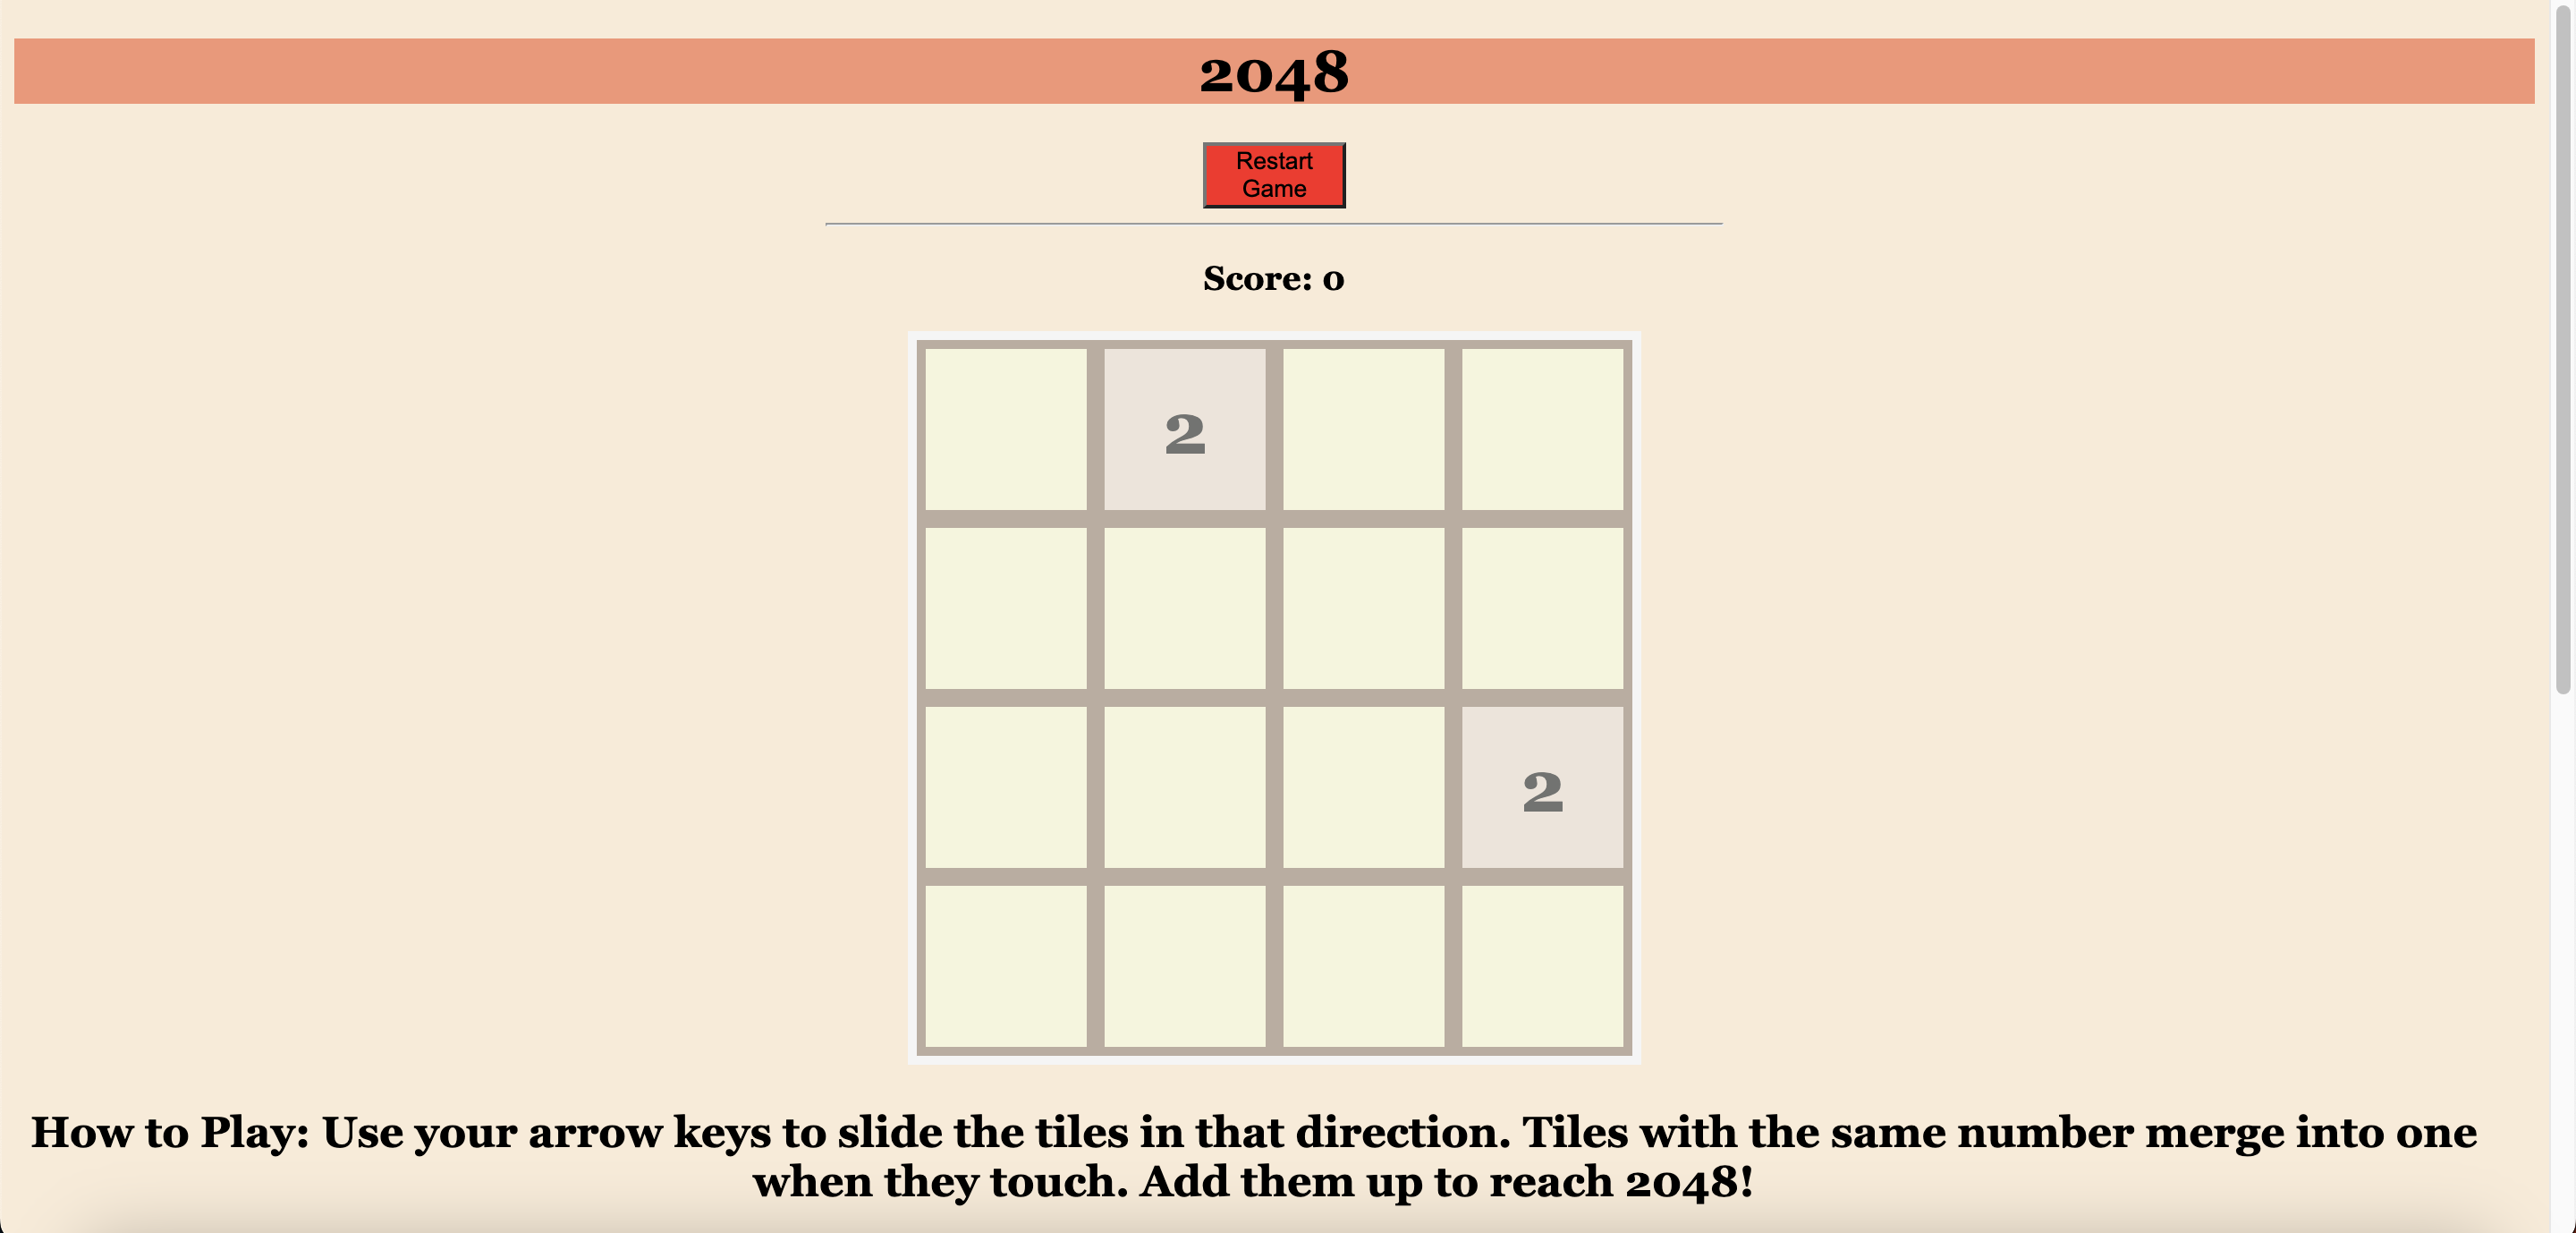 2048
Restart
Game
Score: 0
2
2
How to Play: Use your arrow keys to slide the tiles in that direction. Tiles with the same number merge into one
when they touch. Add them up to reach 2048!